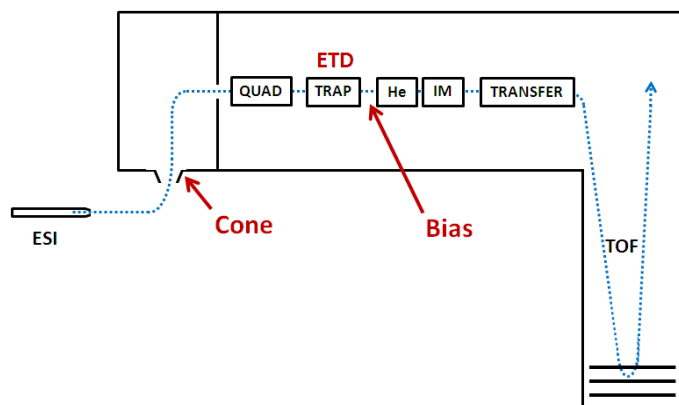 ETD
QUAD
TRAP
He
IM
TRANSFER
Cone
Bias
ESI
TOF